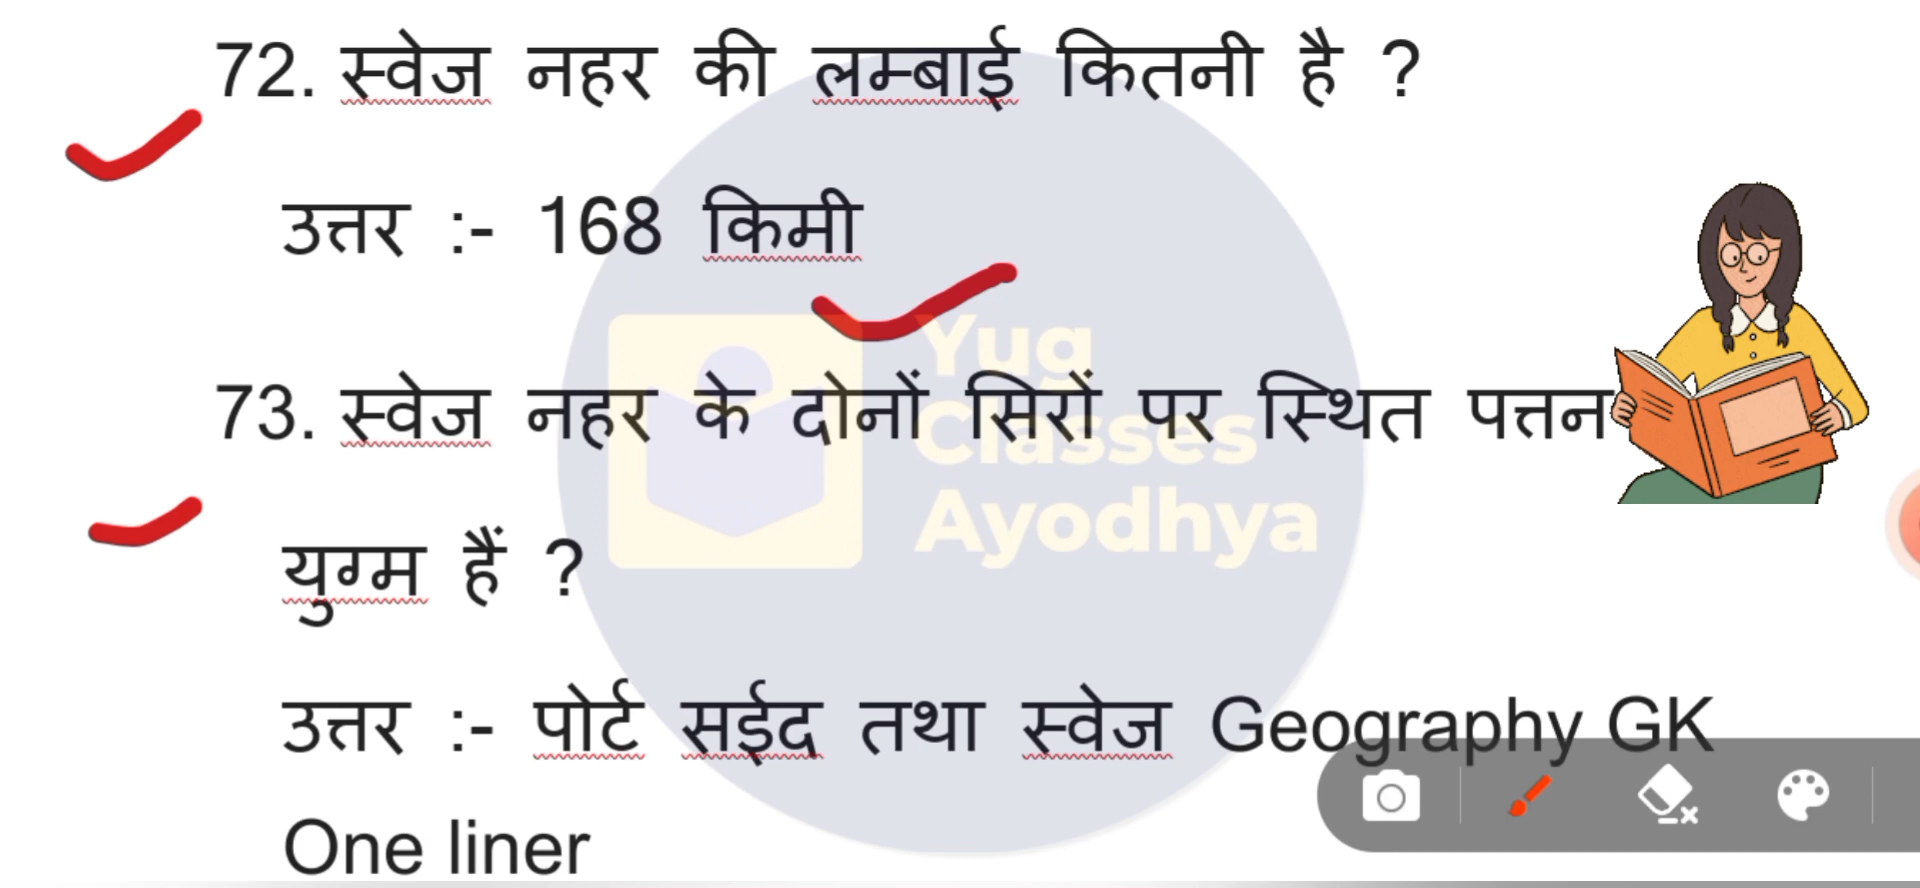 72. स्वेज नहर की लम्बाई कितनी है ?
उत्तर :- 168 किमी
Yug
Classes
Ayodhya
73. स्वेज नहर के दोनों सिरों पर स्थित पत्तन
युग्म हैं ?
उत्तर :- पोर्ट सईद तथा स्वेज Geography GK
One liner